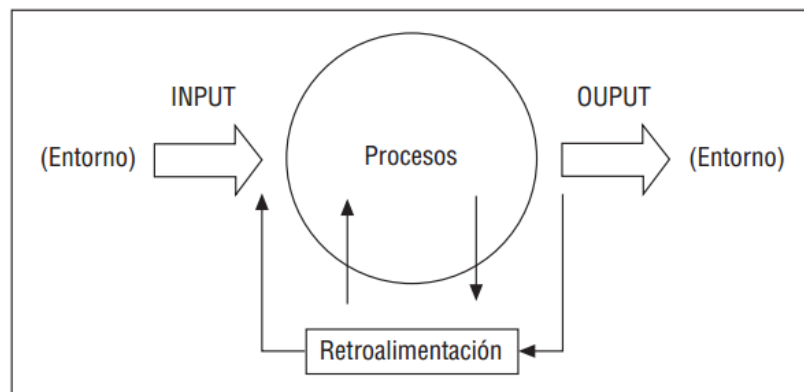 INPUT
OUPUT
(Entorno)
Procesos
(Entorno)
Retroalimentación